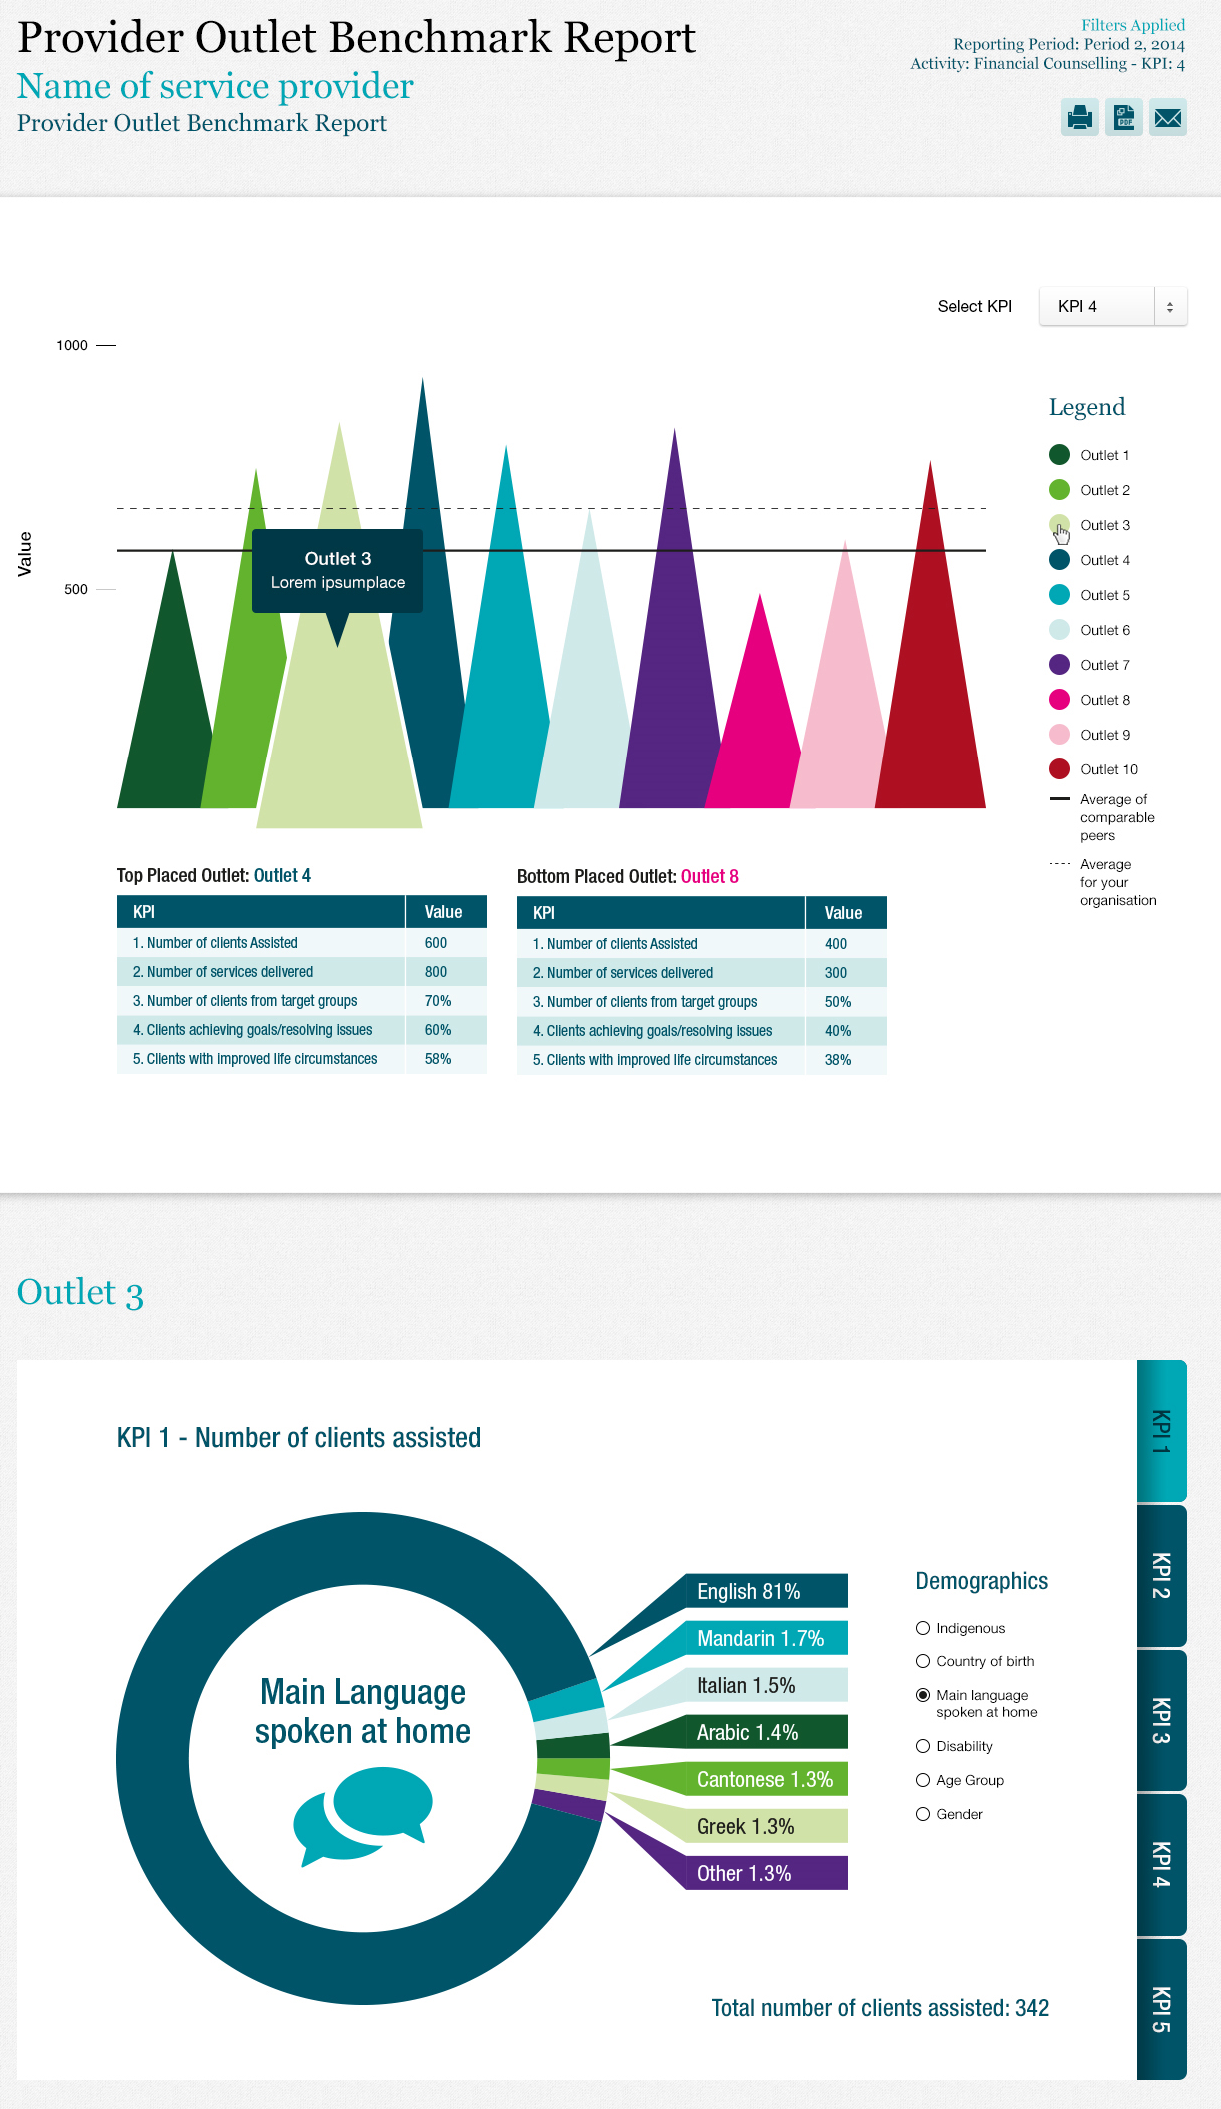 Provider Outlet Benchmark Report
Name of service provider
Provider Outlet Benchmark Report
Filters Applied
Reporting Period: Period 2, 2014
Activity: Financial Counselling - KPI: 4
PDF
Select KPI
KPI 4
1000
500
Value
Outlet 3
Lorem ipsumplace
Legend
Outlet 1
Outlet 2
Outlet 3
Outlet 4
Outlet 5
Outlet 6
Outlet 7
Outlet 8
Outlet 9
Outlet 10
Average of
comparable
peers
Average
for your
organisation
Top Placed Outlet: Outlet 4
KPI Value
1. Number of clients Assisted 600
2. Number of services delivered 800
3. Number of clients from target groups 70%
4. Clients achieving goals/resolving issues 60%
5. Clients with improved life circumstances 58%
Bottom Placed Outlet: Outlet 8
KPI Value
1. Number of clients Assisted 400
2. Number of services delivered 300
3. Number of clients from target groups 50%
4. Clients achieving goals/resolving issues 40%
5. Clients with improved life circumstances 38%
Outlet 3
KPI 1 - Number of clients assisted
Main Language
spoken at home
English 81%
Mandarin 1.7%
Italian 1.5%
Arabic 1.4%
Cantonese 1.3%
Greek 1.3%
Other 1.3%
Demographics
Indigenous
Country of birth
Main language
spoken at home
Disability
Age Group
Gender
Total number of clients assisted: 342
KPI 1
KPI 2
KPI 3
KPI 4
KPI 5